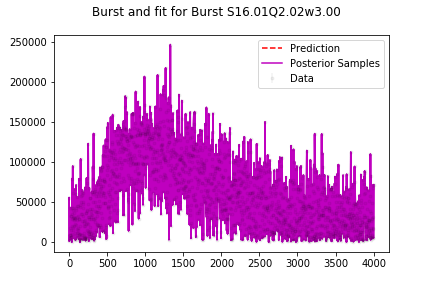 Burst and fit for Burst S16.01Q2.02w3.00
250000
200000
150000
100000
50000
0
Prediction
Posterior Samples
Data
0 500 1000 1500 2000 2500 3000 3500 4000